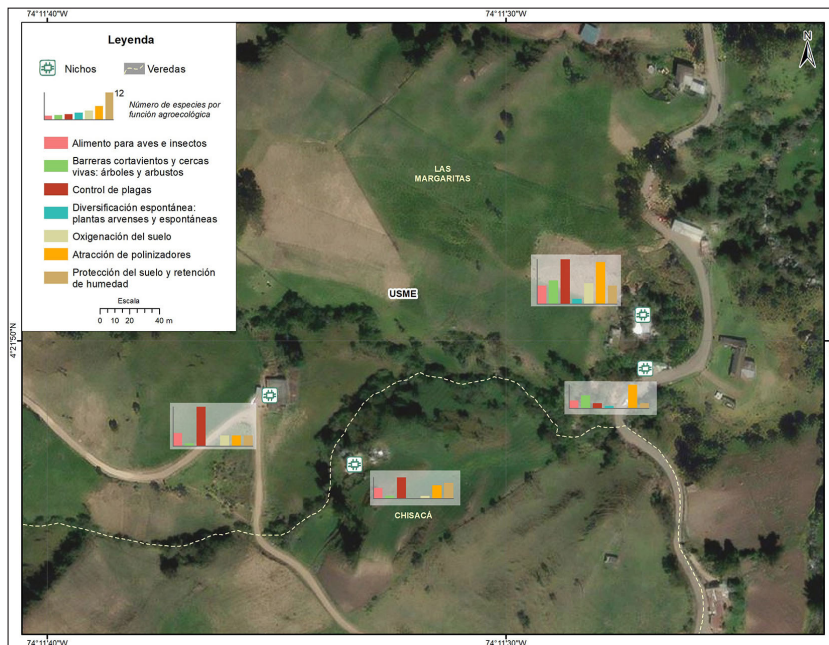 74°11'40"W
74°11'30"W
Leyenda
Nichos
Veredas
12
Número de especies por
función agroecológica
Alimento para aves e insectos
Barreras cortavientos y cercas
vivas: árboles y arbustos
Control de plagas
Diversificación espontánea:
plantas arvenses y espontáneas
Oxigenación del suelo
Atracción de polinizadores
Protección del suelo y retención
de humedad
Escala
0 10 20 40 m
N
LAS
MARGARITAS
USME
4°21'50"N
CHISACÁ
74°11'40"W
74°11'30"W